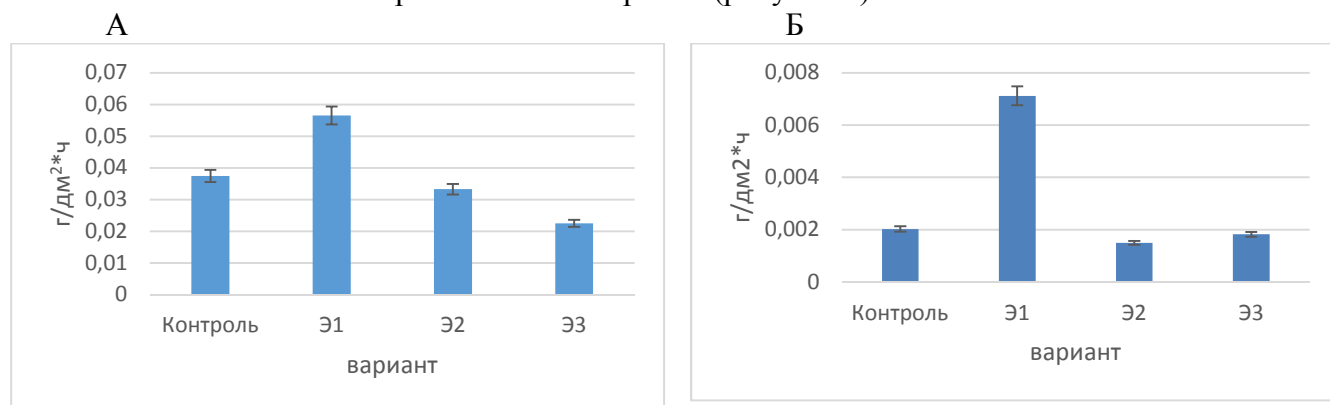 А
0,07
0,06
0,05
0,04
0,03
0,02
0,01
0
г/дм²*ч
Контроль Э1 Э2 Э3
вариант
Б
0,008
0,006
0,004
0,002
0
г/дм2*ч
Контроль Э1 Э2 Э3
вариант